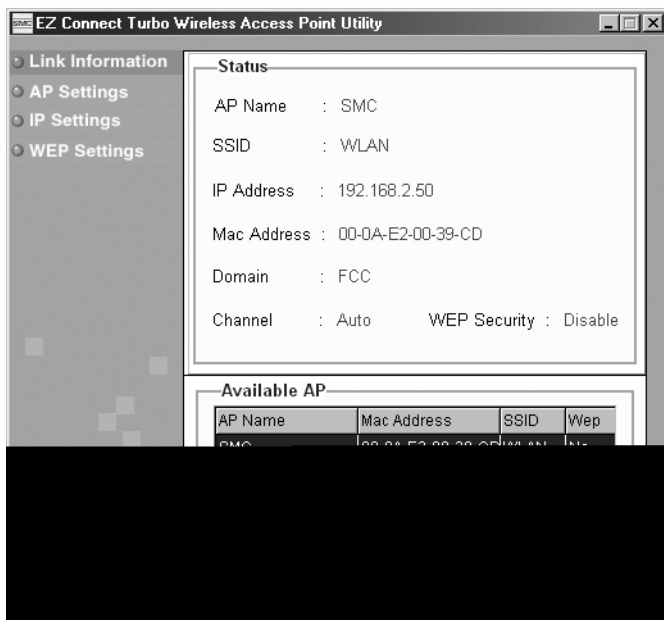 SMC EZ Connect Turbo Wireless Access Point Utility
Link Information
AP Settings
IP Settings
WEP Settings
Status
AP Name : SMC
SSID : WLAN
IP Address : 192.168.2.50
Mac Address : 00-0A-E2-00-39-CD
Domain : FCC
Channel : Auto WEP Security : Disable
Available AP
AP Name Mac Address SSID Wep